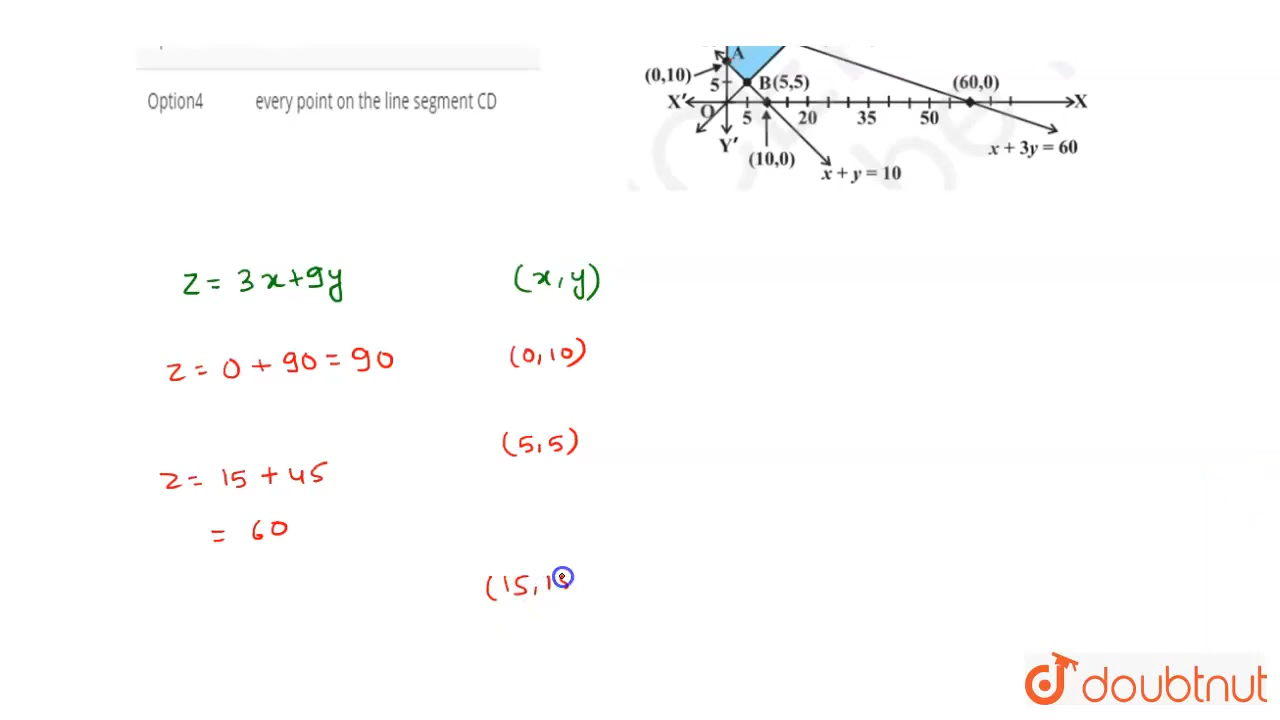 Option4 every point on the line segment CD
A
(0,10)
5
B(5,5)
(60,0)
X′
O
5
20
35
50
X
Y′
(10,0)
x + y = 10
x + 3y = 60
z = 3x+9y (x,y)
z = 0 + 90 = 90 (0,10)
(5,5)
z = 15 + 45
= 60
(15,15
doubtnut